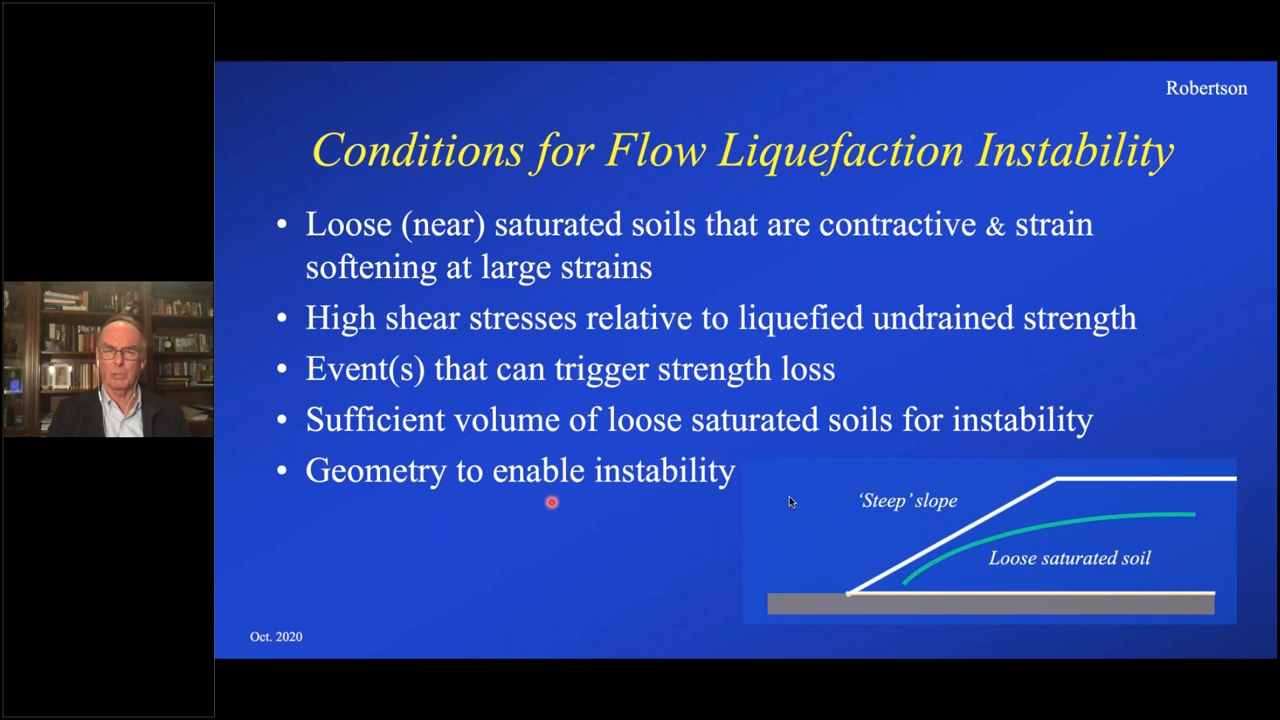 Robertson
Conditions for Flow Liquefaction Instability
• Loose (near) saturated soils that are contractive & strain
softening at large strains
• High shear stresses relative to liquefied undrained strength
• Event(s) that can trigger strength loss
• Sufficient volume of loose saturated soils for instability
• Geometry to enable instability
‘Steep’ slope
Loose saturated soil
Oct. 2020